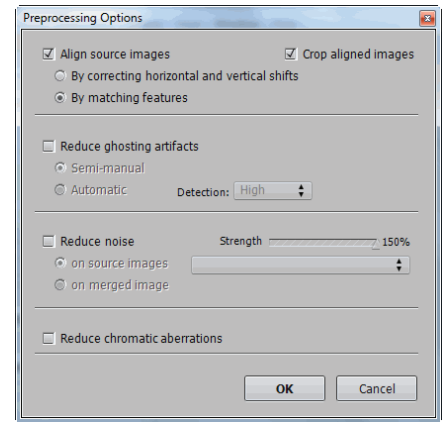 Preprocessing Options
Align source images Crop aligned images
By correcting horizontal and vertical shifts
By matching features
Reduce ghosting artifacts
Semi-manual
Automatic Detection: High
Reduce noise Strength 150%
on source images
on merged image
Reduce chromatic aberrations
OK Cancel